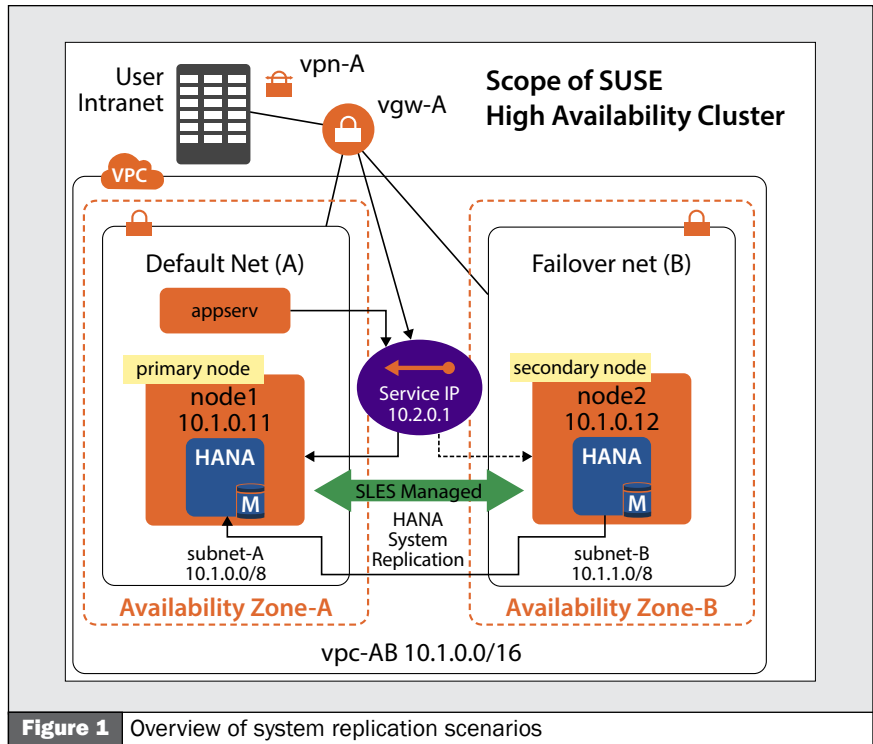 User
Intranet
vpn-A
vgw-A
Scope of SUSE
High Availability Cluster
VPC
Default Net (A)
Failover net (B)
appserv
primary node
node1
10.1.0.11
HANA
M
Service IP
10.2.0.1
secondary node
node2
10.1.0.12
HANA
M
SLES Managed
HANA
System
Replication
subnet-A
10.1.0.0/8
subnet-B
10.1.1.0/8
Availability Zone-A
Availability Zone-B
vpc-AB 10.1.0.0/16
Figure 1 Overview of system replication scenarios